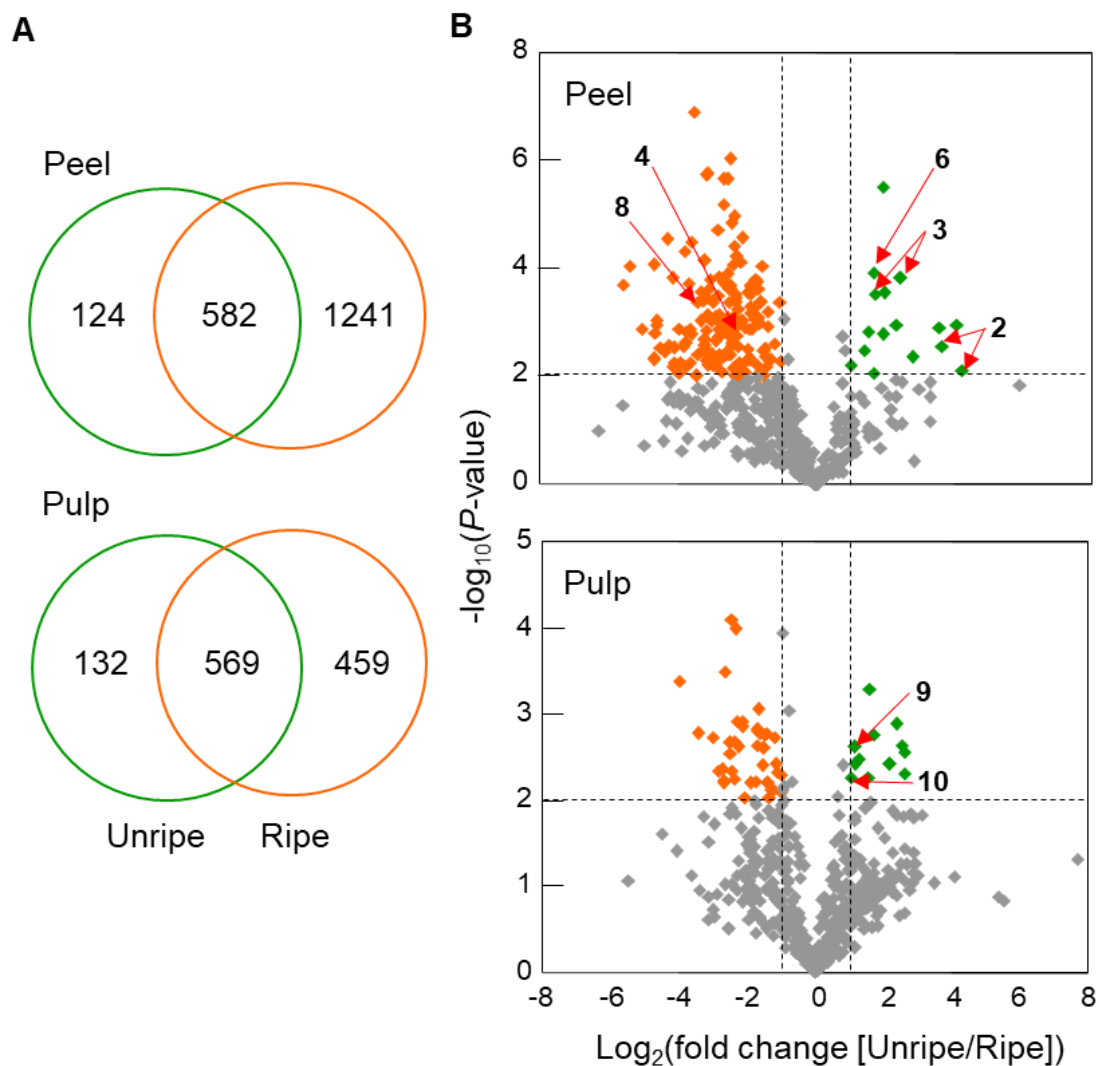 A
Peel
124 582 1241
Pulp
132 569 459
Unripe Ripe
B
8
Peel
6
4
6
8
3
4
2
2
0
5
Pulp
4
9
3
10
2
1
0
-8 -6 -4 -2 0 2 4 6 8
-log10(P-value)
Log2(fold change [Unripe/Ripe])